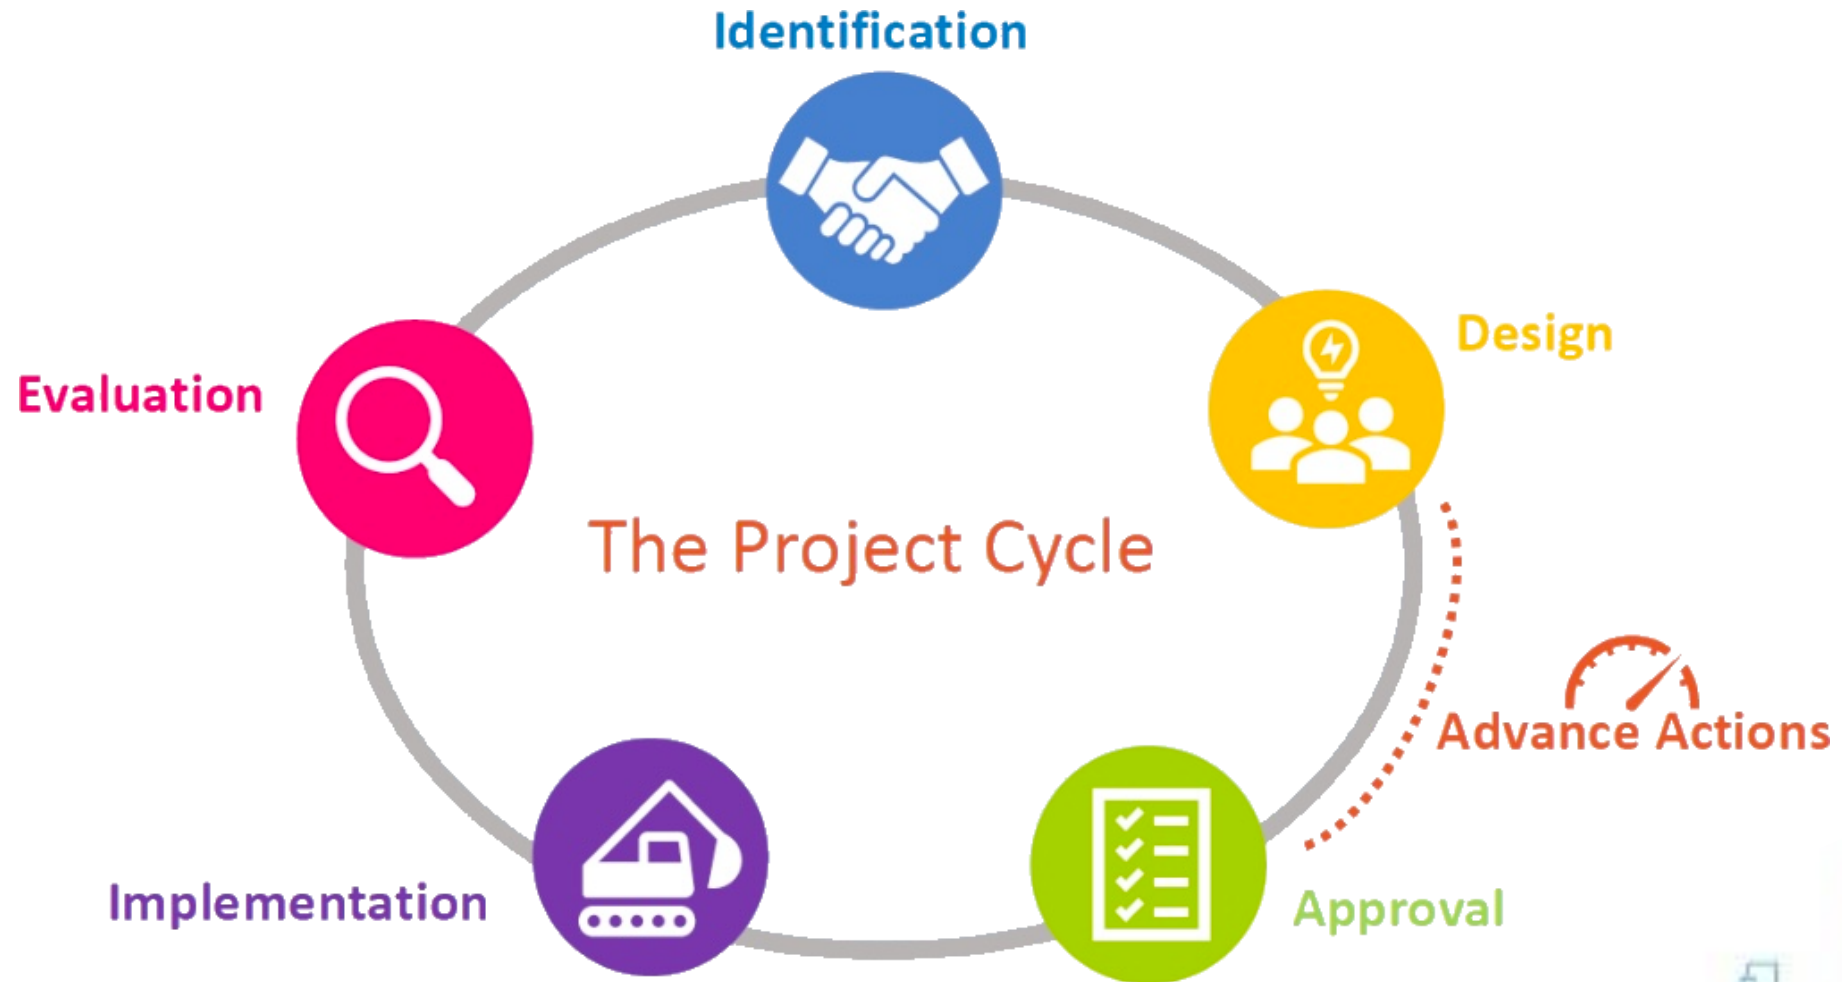 Identification
Design
Evaluation
The Project Cycle
Advance Actions
Implementation
Approval